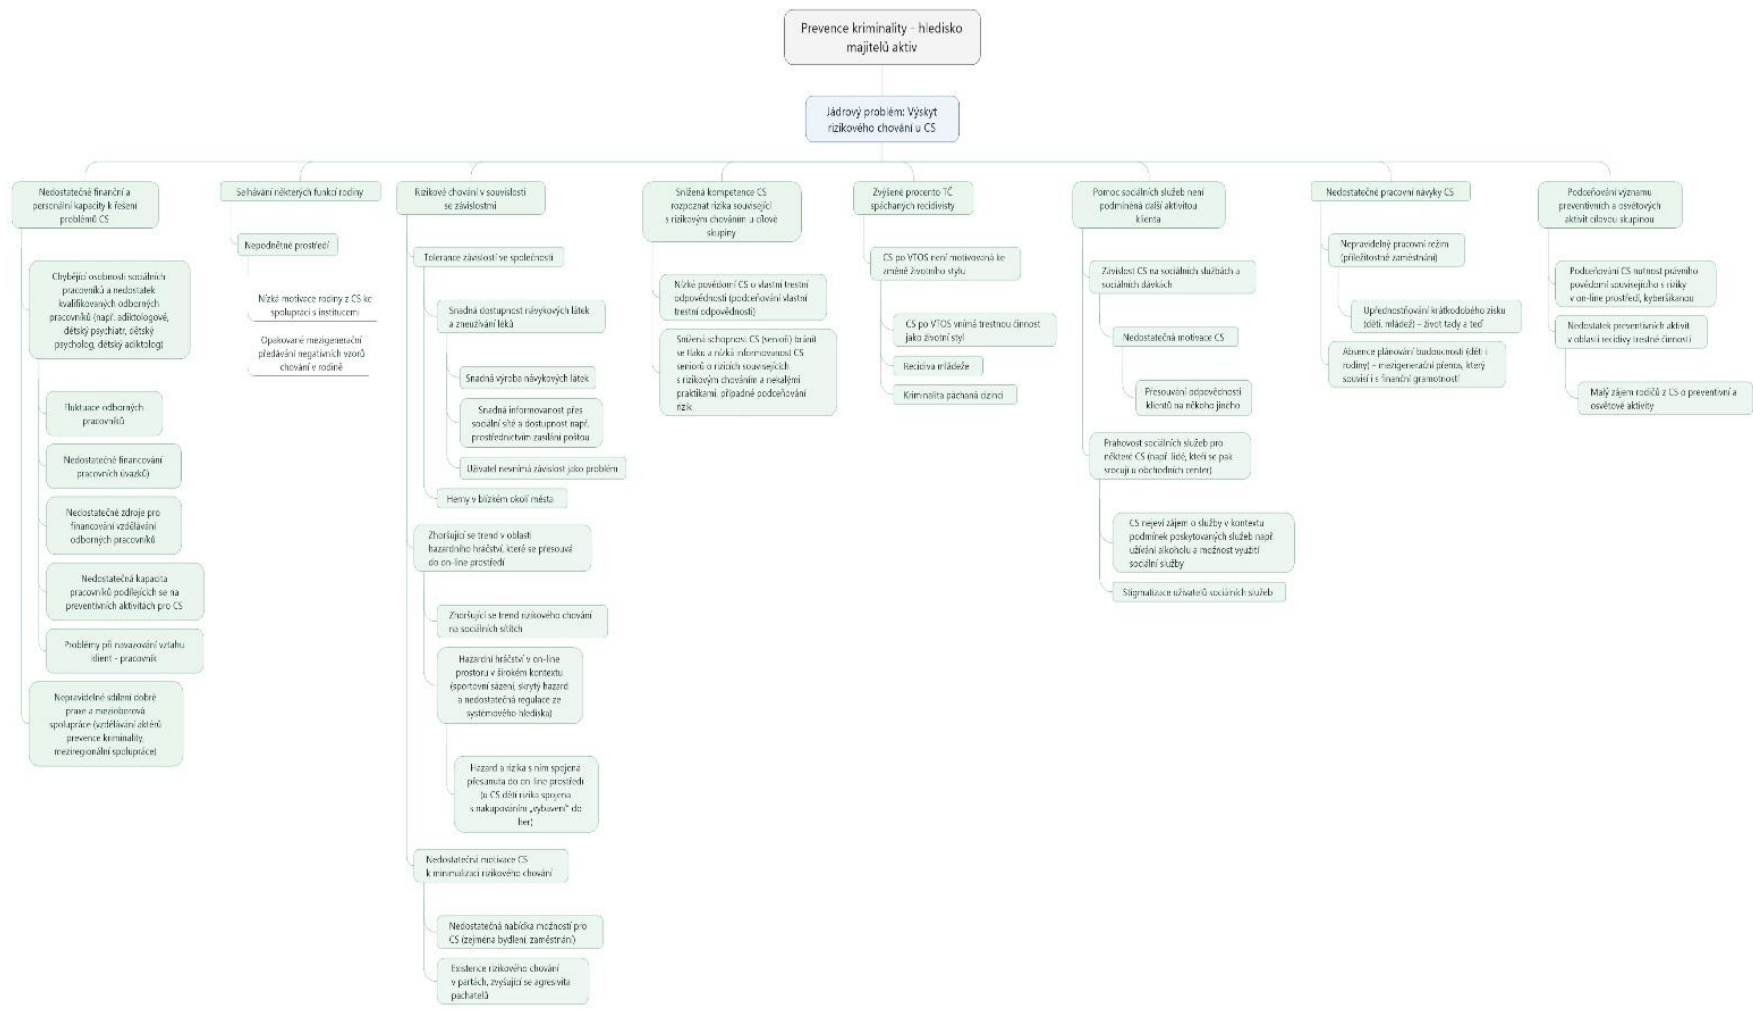 Prevence kriminality - hledisko
majitelů aktiv
Jádrový problém: Výskyt
rizikového chování u CS
Nedostatečné finanční a
personální kapacity k řešení
problémů CS
Chybějící osobnosti sociálních
pracovníků a nedostatek
kvalifikovaných odborných
pracovníků (např. adiktologové,
dětský psychiatr, dětský
psycholog, dětský adiktolog)
Fluktuace odborných
pracovníků
Nedostatečné financování
pracovních úvazků)
Nedostatečné zdroje pro
financování vzdělávání
odborných pracovníků
Nedostatečná kapacita
pracovníků podílejících se na
preventivních aktivitách pro CS
Problémy při navazování vztahu
klient - pracovník
Nepravidelné sdílení dobré
praxe a mezioborová
spolupráce (vzdělávání aktérů
prevence kriminality,
meziregionální spolupráce)
Selhávání některých funkcí rodiny
Nepodnětné prostředí
Nízká motivace rodiny z CS ke
spolupráci s institucemi
Opakované mezigenerační
předávání negativních vzorů
chování v rodině
Rizikové chování v souvislosti
se závislostmi
Tolerance závislostí ve společnosti
Snadná dostupnost návykových látek
a zneužívání léků
Snadná výroba návykových látek
Snadná informovanost přes
sociální sítě a dostupnost např.
prostřednictvím zasílání poštou
Uživatel nevnímá závislost jako problém
Herny v blízkém okolí města
Zhoršující se trend v oblasti
hazardního hráčství, které se přesouvá
do on-line prostředí
Zhoršující se trend rizikového chování
na sociálních sítích
Hazardní hráčství v on-line
prostoru v širokém kontextu
(sportovní sázení, skrytý hazard
a nedostatečná regulace ze
systémového hlediska)
Hazard a rizika s ním spojená
přesunuta do on-line prostředí
(u CS dětí rizika spojena
s nakupováním „vybavení“ do
her)
Nedostatečná motivace CS
k minimalizaci rizikového chování
Nedostatečná nabídka možností pro
CS (zejména bydlení, zaměstnání)
Existence rizikového chování
v partách, zvyšující se agresivita
pachatelů
Snížená kompetence CS
rozpoznat rizika související
s rizikovým chováním u cílové
skupiny
Nízké povědomí CS o vlastní trestní
odpovědnosti (podceňování vlastní
trestní odpovědnosti)
Snížená schopnost CS (senioři) bránit
se tlaku a nízká informovanost CS
seniorů o rizicích souvisejících
s rizikovým chováním a nekalými
praktikami, případné podceňování
rizik
Zvýšené procento TČ
spáchaných recidivisty
CS po VTOS není motivovaná ke
změně životního stylu
CS po VTOS vnímá trestnou činnost
jako životní styl
Recidiva mládeže
Kriminalita páchaná cizinci
Pomoc sociálních služeb není
podmíněná další aktivitou
klienta
Závislost CS na sociálních službách a
sociálních dávkách
Nedostatečná motivace CS
Přesouvání odpovědnosti
klientů na někoho jiného
Prahovost sociálních služeb pro
některé CS (např. lidé, kteří se pak
srocují u obchodních center)
CS nejeví zájem o služby v kontextu
podmínek poskytovaných služeb např.
užívání alkoholu a možnost využití
sociální služby
Stigmatizace uživatelů sociálních služeb
Nedostatečné pracovní návyky CS
Nepravidelný pracovní režim
(příležitostné zaměstnání)
Upřednostňování krátkodobého zisku
(děti, mládež) – život tady a teď
Absence plánování budoucnosti (děti i
rodiny) – mezigenerační přenos, který
souvisí i s finanční gramotností
Podceňování významu
preventivních a osvětových
aktivit cílovou skupinou
Podceňování CS nutnost právního
povědomí souvisejícího s riziky
v on-line prostředí, kyberšikanou
Nedostatek preventivních aktivit
v oblasti recidivy trestné činnosti
Malý zájem rodičů z CS o preventivní a
osvětové aktivity